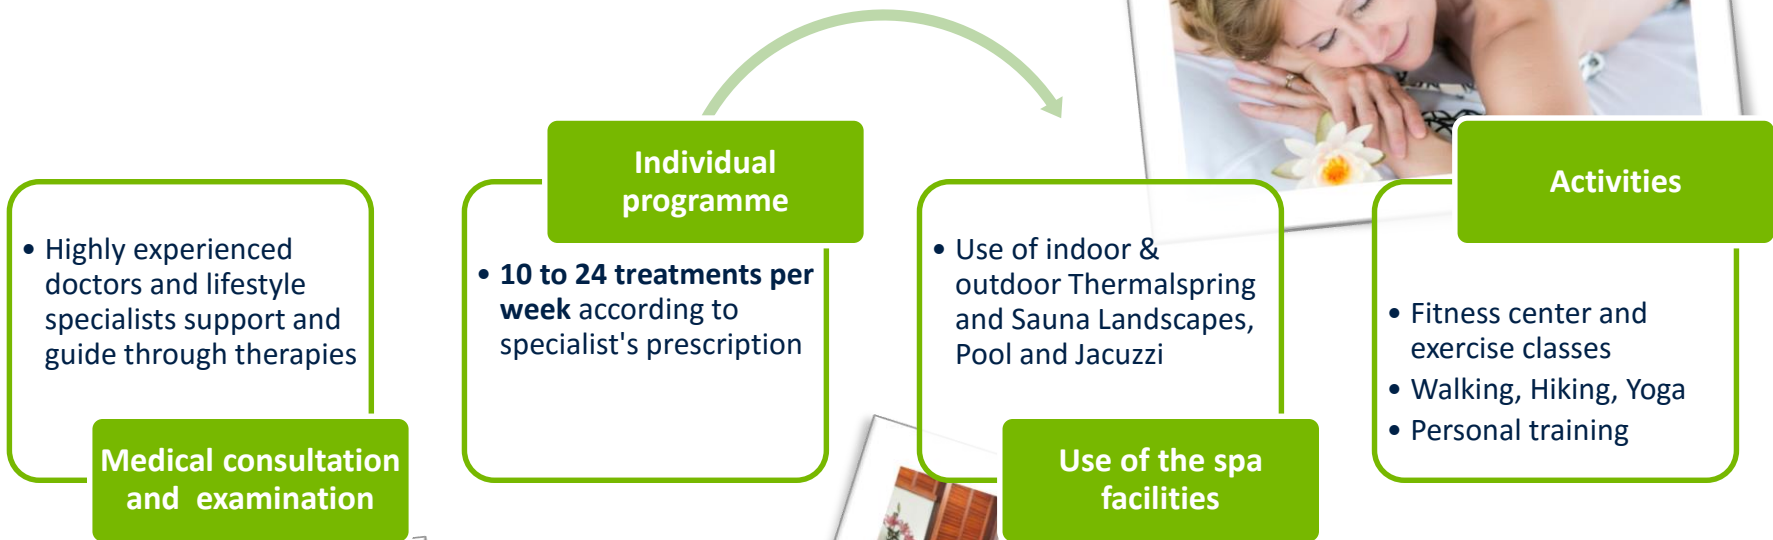 • Highly experienced
doctors and lifestyle
specialists support and
guide through therapies
Medical consultation
and examination
Individual
programme
• 10 to 24 treatments per
week according to
specialist's prescription
• Use of indoor &
outdoor Thermalspring
and Sauna Landscapes,
Pool and Jacuzzi
Use of the spa
facilities
Activities
• Fitness center and
exercise classes
• Walking, Hiking, Yoga
• Personal training